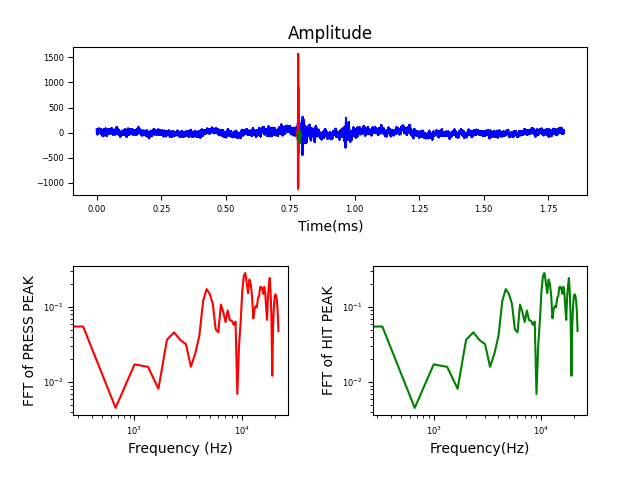 Amplitude
1500
1000
500
0
−500
−1000
0.00 0.25 0.50 0.75 1.00 1.25 1.50 1.75
Time(ms)
FFT of PRESS PEAK
10⁻¹
10⁻²
10³ 10⁴
Frequency (Hz)
FFT of HIT PEAK
10⁻¹
10⁻²
10³ 10⁴
Frequency(Hz)